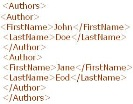 <Authors>
<Author>
<FirstName>John</FirstName>
<LastName>Doe</LastName>
</Author>
<Author>
<FirstName>Jane</FirstName>
<LastName>Eod</LastName>
</Author>
</Authors>